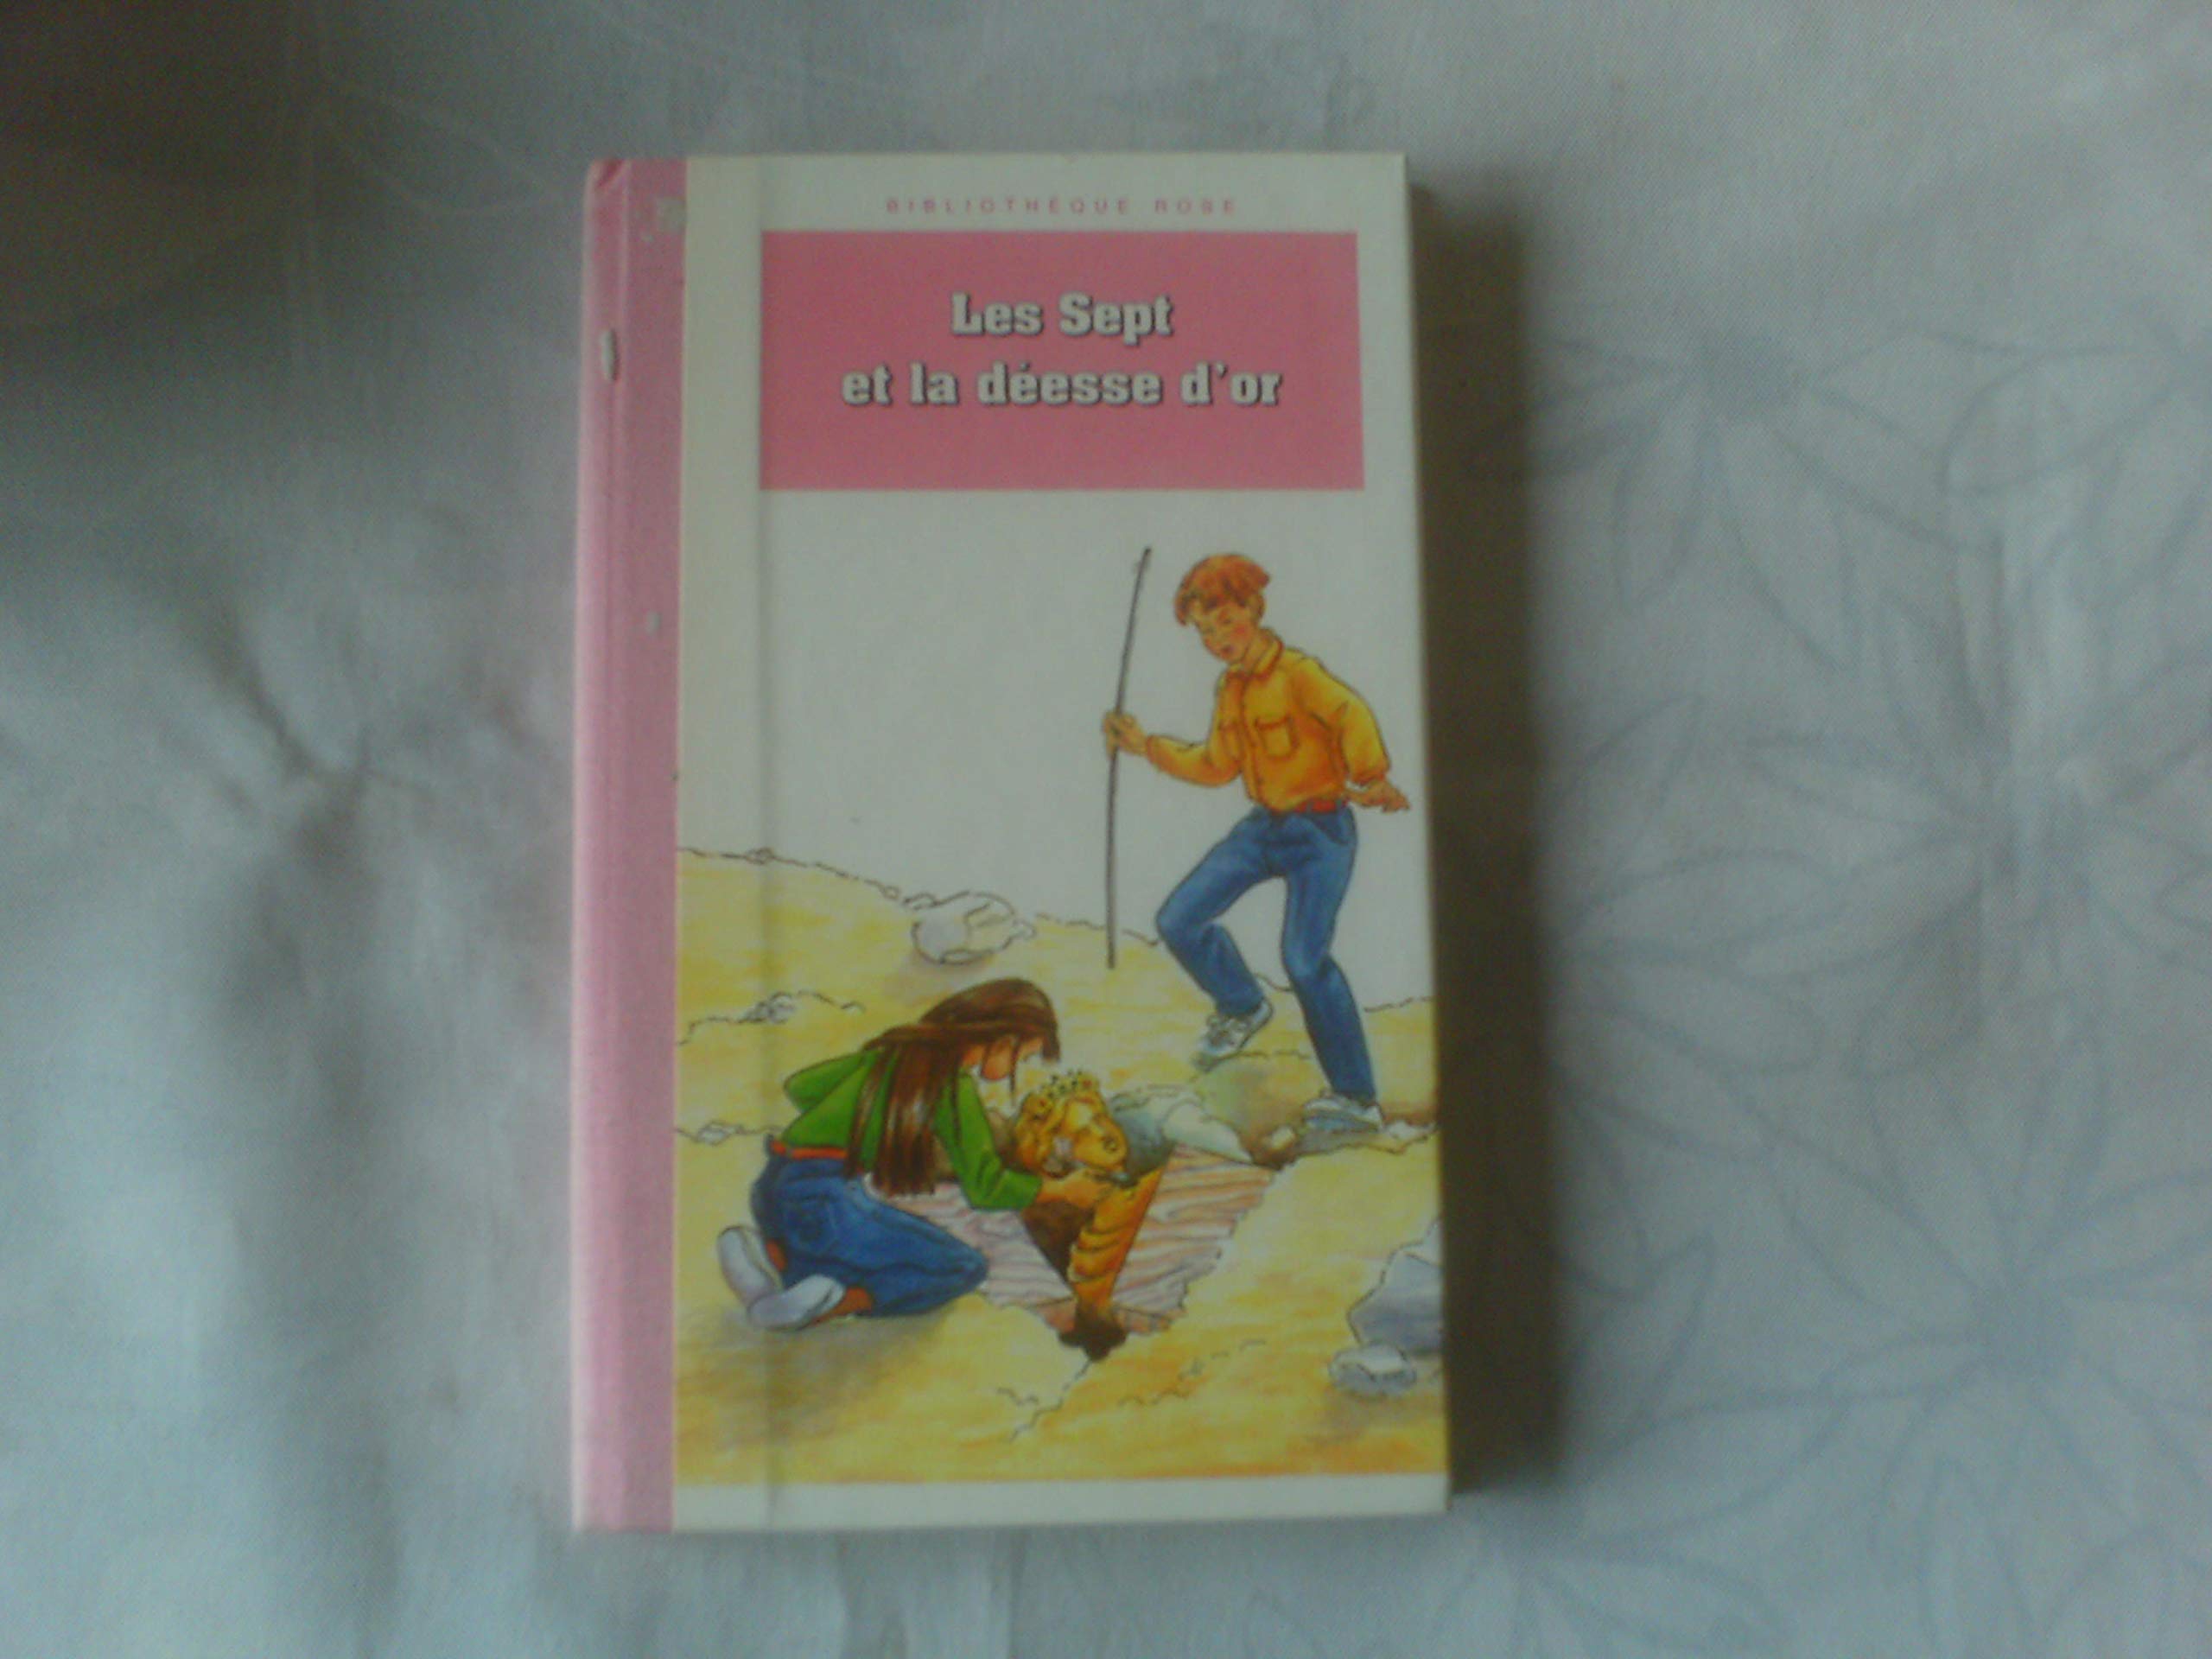 BIBLIOTHÈQUE ROSE
Les Sept
et la déesse d'or